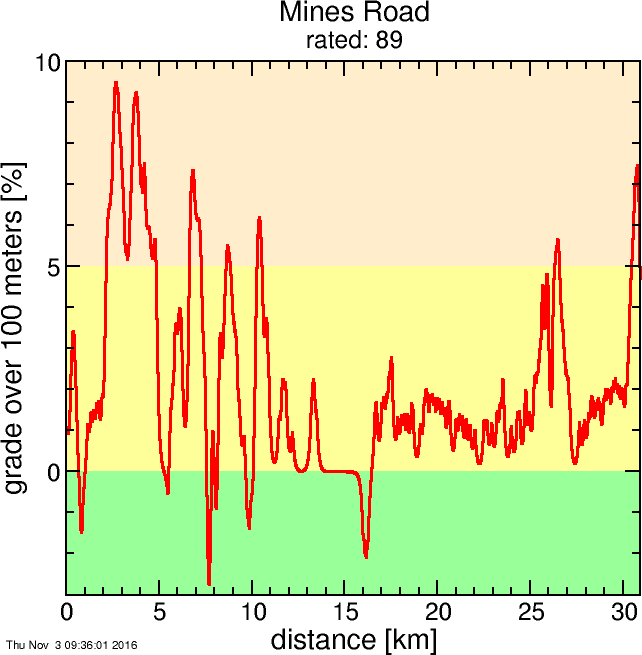 Mines Road
rated: 89
10
5
0
grade over 100 meters [%]
0 5 10 15 20 25 30
distance [km]
Thu Nov 3 09:36:01 2016